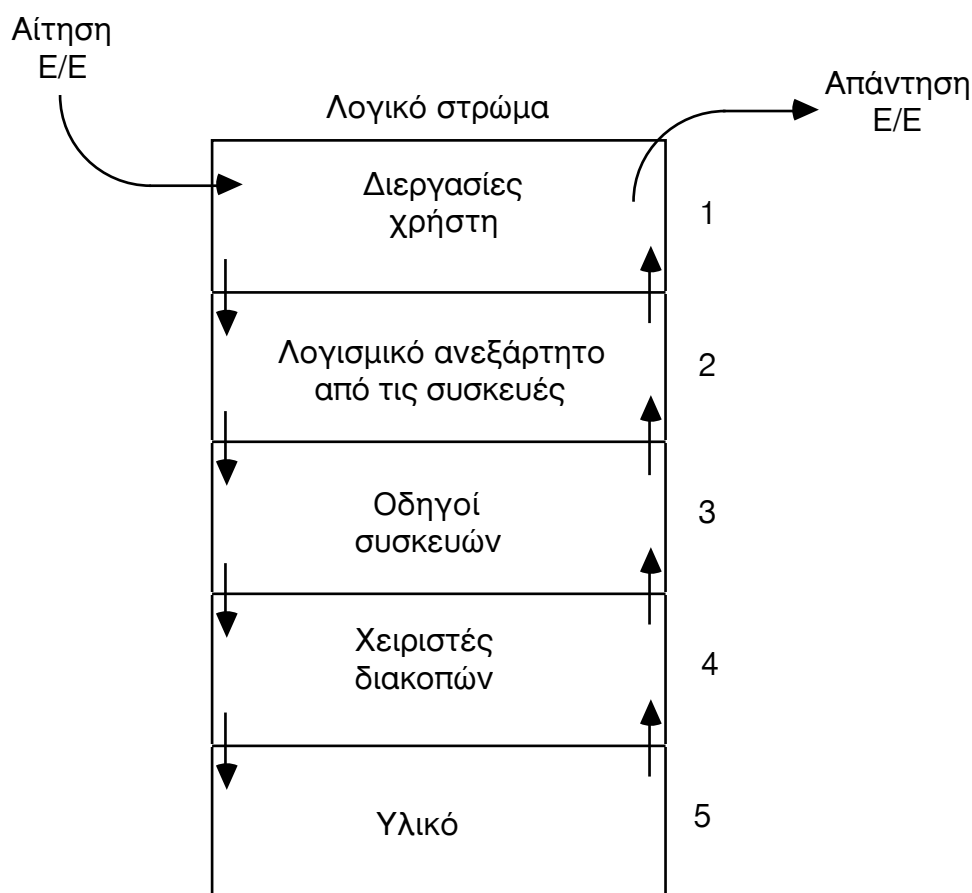 Αίτηση
Ε/Ε
Απάντηση
Ε/Ε
Λογικό στρώμα
Διεργασίες
χρήστη
1
Λογισμικό ανεξάρτητο
από τις συσκευές
2
Οδηγοί
συσκευών
3
Χειριστές
διακοπών
4
Υλικό
5